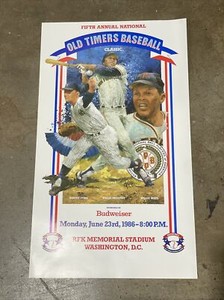 FIFTH ANNUAL NATIONAL
OLD TIMERS BASEBALL
CLASSIC
Budweiser
Monday, June 23rd, 1986–8:00 P.M.
RFK MEMORIAL STADIUM
WASHINGTON, D.C.